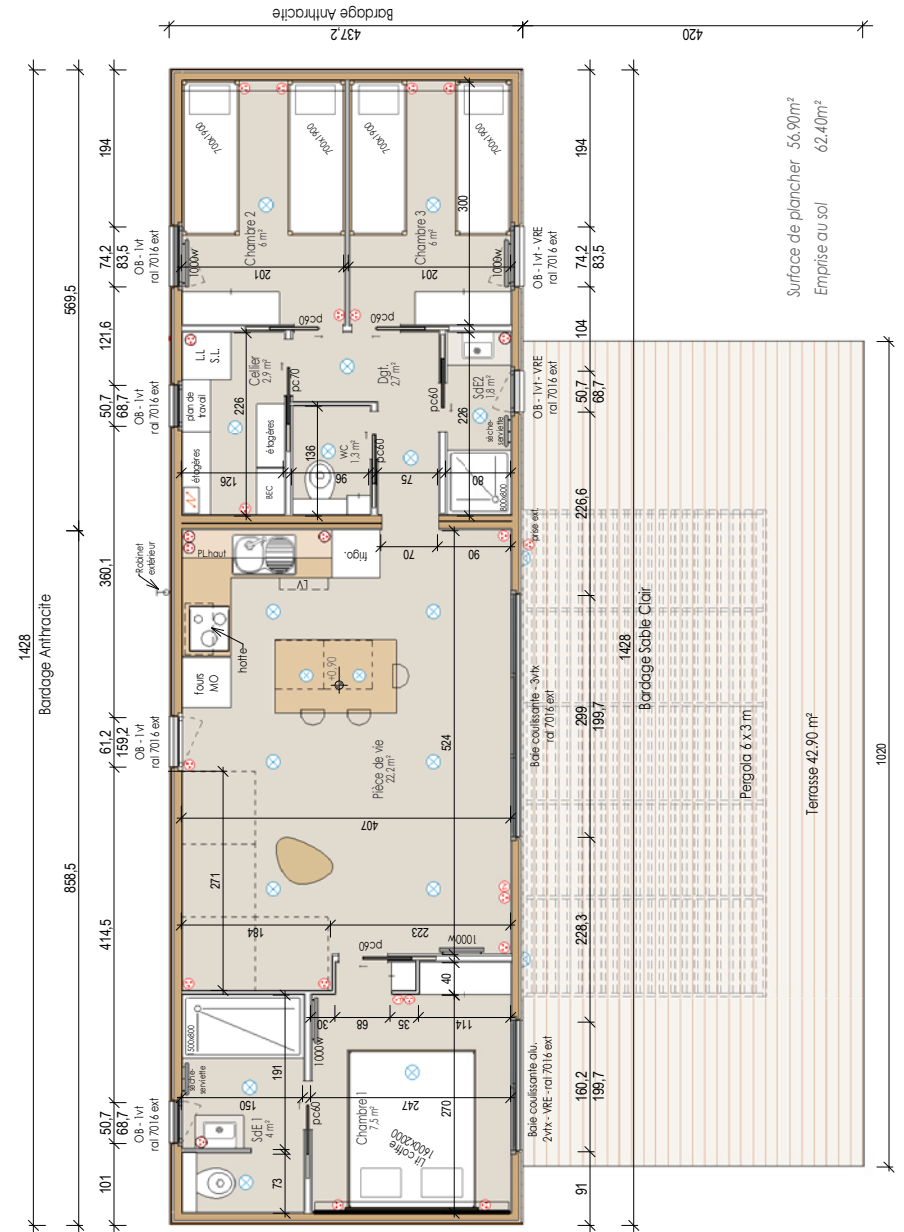 Bardage Anthracite
437,2
420
1428
Bardage Anthracite
569,5
858,5
194
74,2
83,5
OB - 1vt
ral 7016 ext
121,6
50,7
68,7
OB - 1vt
ral 7016 ext
360,1
Robinet
extérieur
61,2
159,2
OB - 1vt
ral 7016 ext
414,5
50,7
68,7
OB - 1vt
ral 7016 ext
101
700x1900
700x1900
Chambre 2
6 m²
1000w
201
700x1900
700x1900
Chambre 3
6 m²
300
1000w
201
pc60
pc60
L.L
S.L.
Cellier
2,9 m²
plan de
travail
226
étagères
étagères
126
BEC
pc70
136
WC
1,3 m²
96
pc60
Dgt.
2,7 m²
75
pc60
SdE2
1,8 m²
226
sèche-
serviette
80
800x800
PLhaut
frigo.
LV
70
90
hotte
fours
MO
+0,90
524
Pièce de vie
22,2 m²
407
271
184
223
pc60
1000w
40
30
68
35
114
1500x800
sèche-
serviette
191
150
SdE 1
4 m²
73
1000w
pc60
Chambre1
7,5 m²
247
270
Lit coffre
1600x2000
194
OB - 1vt - VRE
ral 7016 ext
74,2
83,5
104
OB - 1vt - VRE
ral 7016 ext
50,7
68,7
226,6
prise ext.
Baie coulissante - 3vtx
ral 7016 ext
299
199,7
1428
Bardage Sable Clair
228,3
Baie coulissante alu.
2vtx - VRE - ral 7016 ext
160,2
199,7
91
Pergola 6 x 3 m
Terrasse 42.90 m²
1020
Surface de plancher 56.90m²
Emprise au sol 62.40m²